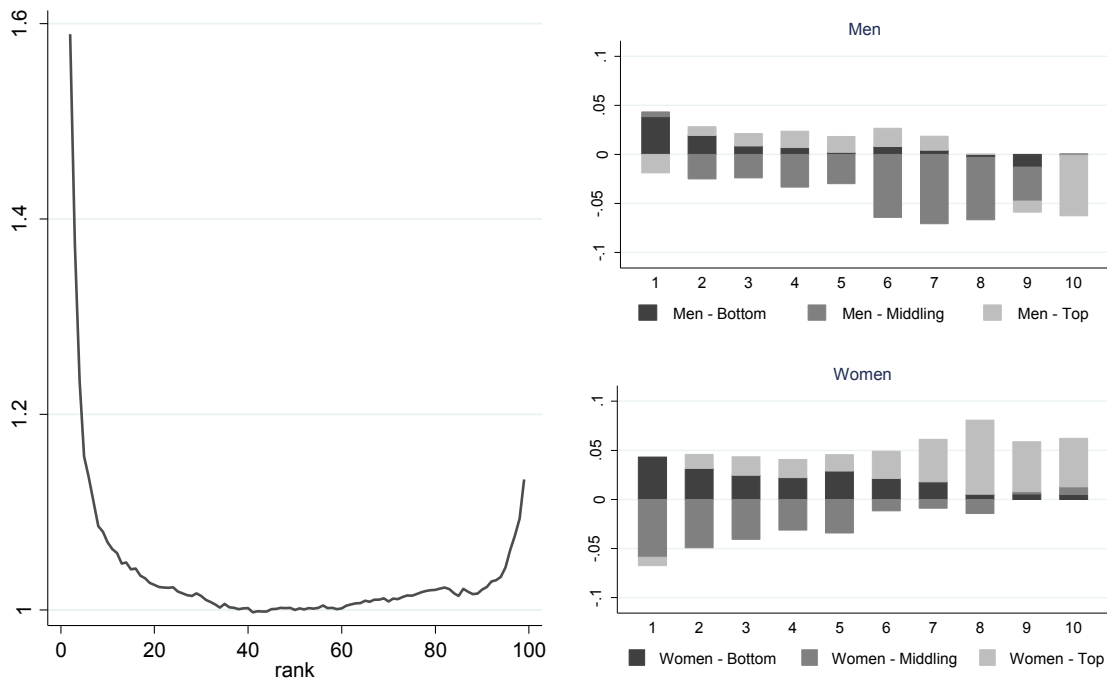 1.6
1.4
1.2
1
0 20 40 60 80 100
rank
Men
.1
.05
0
-.05
-.1
1 2 3 4 5 6 7 8 9 10
Men - Bottom Men - Middling Men - Top
Women
.1
.05
0
-.05
-.1
1 2 3 4 5 6 7 8 9 10
Women - Bottom Women - Middling Women - Top